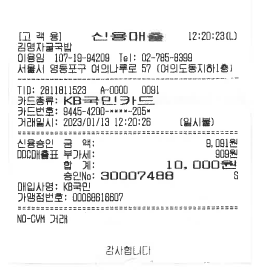 [고 객 용] 신용매출 12:20:23(L)
김명자굴국밥
이용임 107-19-94209 Tel: 02-785-8399
서울시 영등포구 여의나루로 57 (여의도동지하1층)
TID: 2811811523 A-0000 0091
카드종류: KB국민카드
카드번호: 9445-4200-****-205*
거래일시: 2023/01/13 12:20:26 (일시불)
신용승인 금 액: 9,091원
DDC매출표 부가세: 909원
합 계: 10,000원
승인No: 30007488 S
매입사명: KB국민
가맹점번호: 00088618607
NO-CVM 거래
감사합니다